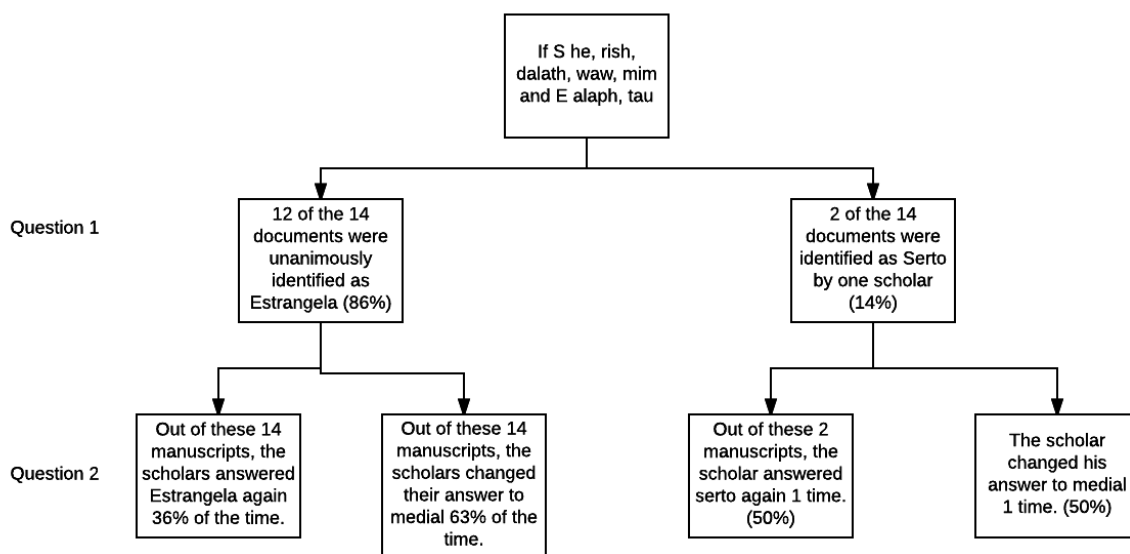 If S he, rish,
dalath, waw, mim
and E alaph, tau
Question 1
12 of the 14
documents were
unanimously
identified as
Estrangela (86%)
2 of the 14
documents were
identified as Serto
by one scholar
(14%)
Question 2
Out of these 14
manuscripts, the
scholars answered
Estrangela again
36% of the time.
Out of these 14
manuscripts, the
scholars changed
their answer to
medial 63% of the
time.
Out of these 2
manuscripts, the
scholar answered
serto again 1 time.
(50%)
The scholar
changed his
answer to medial
1 time. (50%)